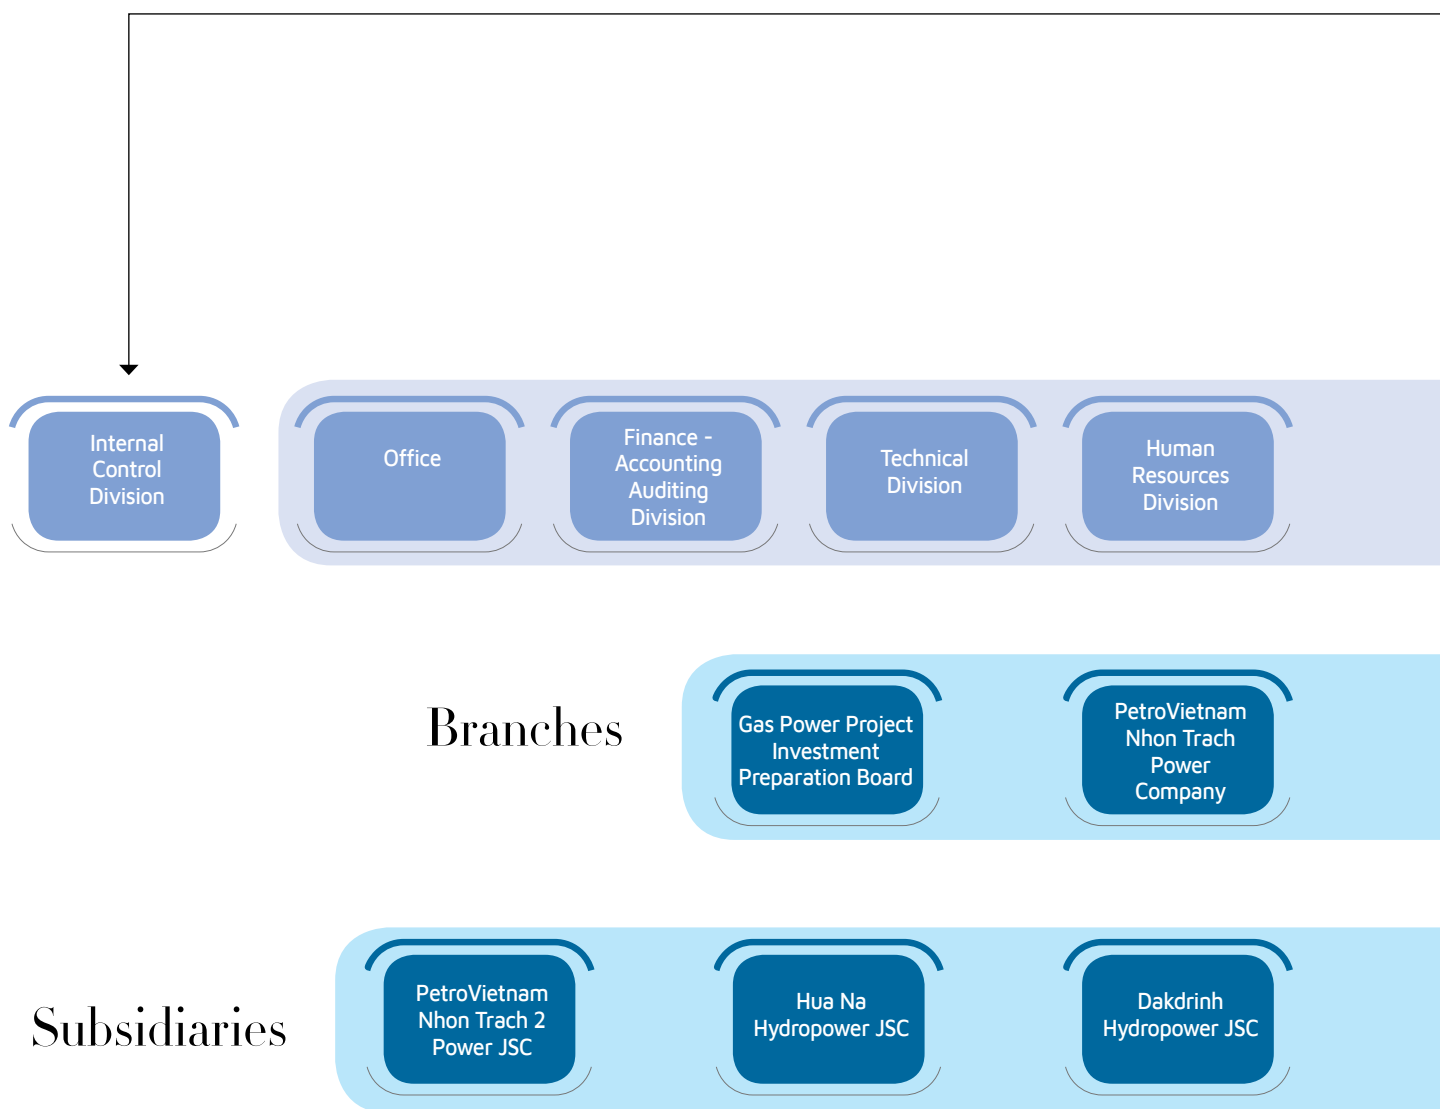 Internal
Control
Division
Office
Finance -
Accounting
Auditing
Division
Technical
Division
Human
Resources
Division
Branches
Gas Power Project
Investment
Preparation Board
PetroVietnam
Nhon Trach
Power
Company
Subsidiaries
PetroVietnam
Nhon Trach 2
Power JSC
Hua Na
Hydropower JSC
Dakdrinh
Hydropower JSC